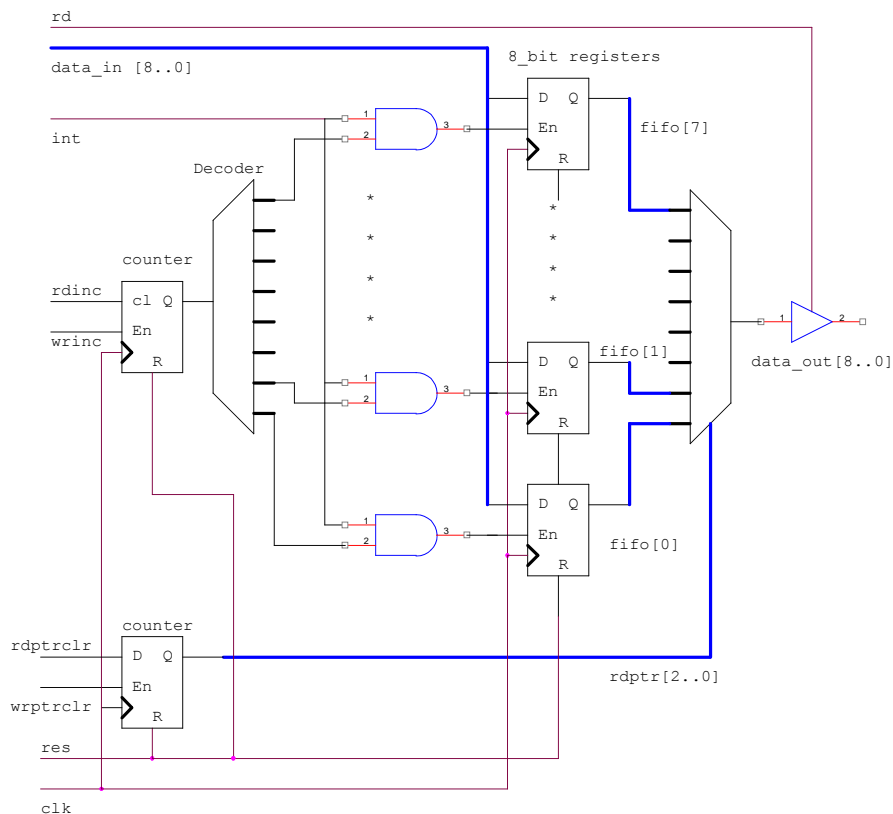 rd
data_in [8..0]
8_bit registers
D Q
En
R
fifo[7]
int
1
2
3
Decoder
*
*
*
*
*
*
*
*
counter
rdinc
cl Q
En
wrinc
R
1
2
3
D Q
En
fifo[1]
1
2
data_out[8..0]
1
2
3
D Q
En
R
fifo[0]
counter
rdptrclr
D Q
En
wrptrclr
R
rdptr[2..0]
res
clk